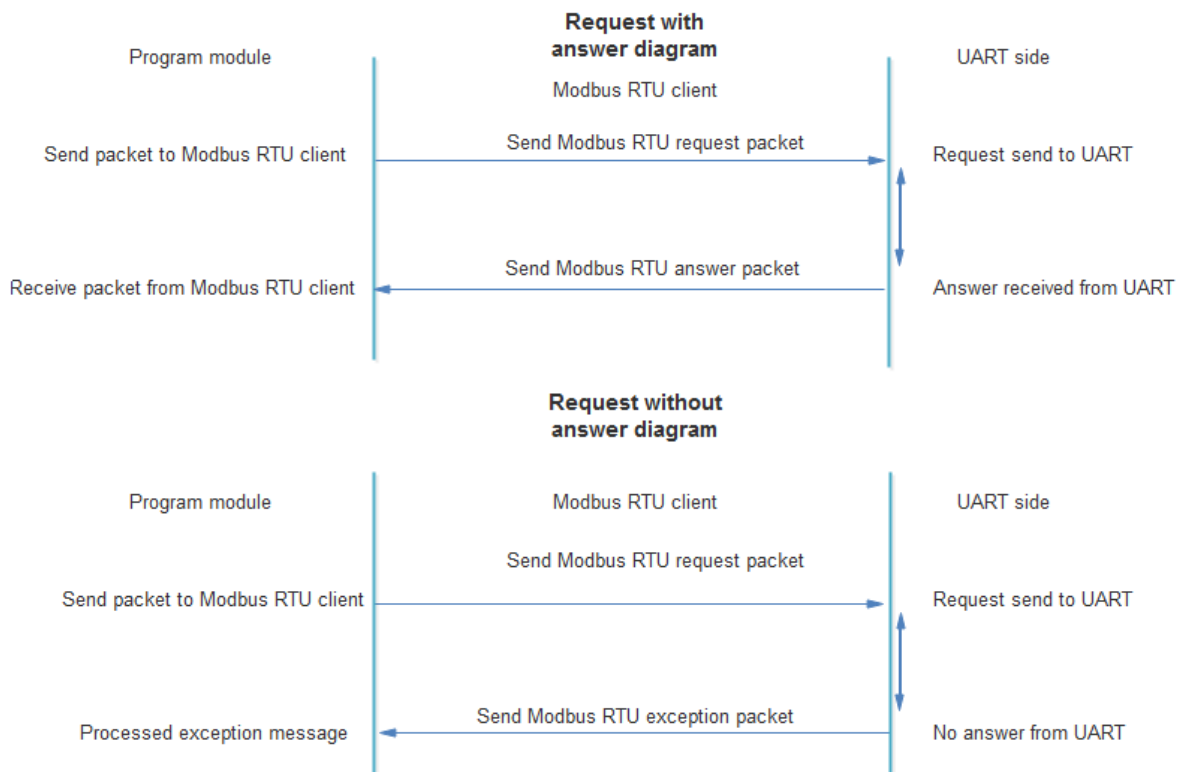 Request with
answer diagram
Program module
UART side
Modbus RTU client
Send Modbus RTU request packet
Send packet to Modbus RTU client
Request send to UART
Send Modbus RTU answer packet
Receive packet from Modbus RTU client
Answer received from UART
Request without
answer diagram
Program module
Modbus RTU client
UART side
Send Modbus RTU request packet
Send packet to Modbus RTU client
Request send to UART
Send Modbus RTU exception packet
Processed exception message
No answer from UART